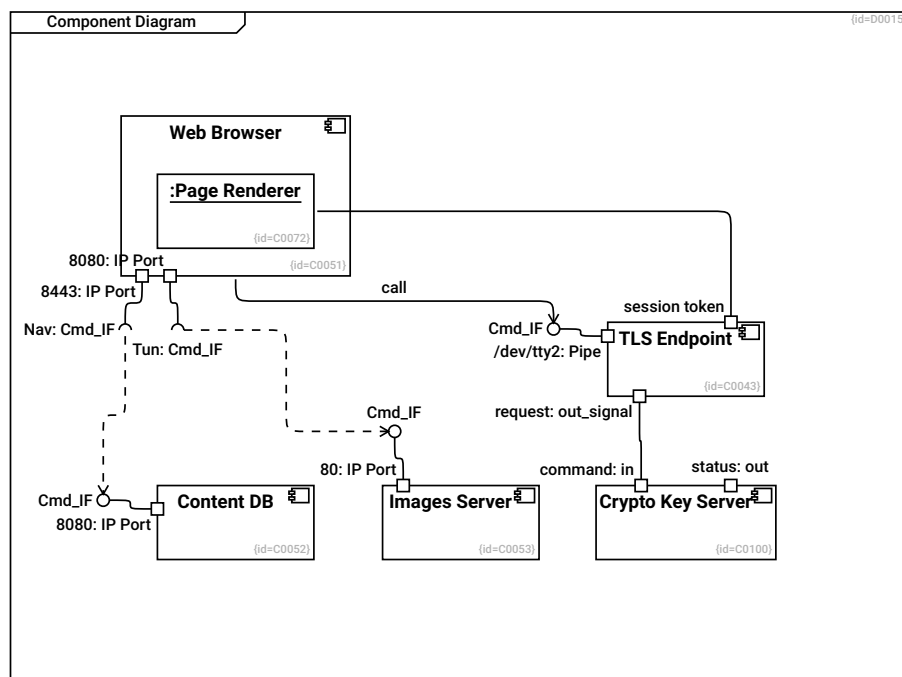 Component Diagram
{id=D0015
Web Browser
:Page Renderer
{id=C0072}
8080: IP Port
{id=C0051}
8443: IP Port
call
session token
Nav: Cmd_IF
Cmd_IF
TLS Endpoint
Tun: Cmd_IF
/dev/tty2: Pipe
{id=C0043}
Cmd_IF
request: out_signal
80: IP Port
command: in
status: out
Cmd_IF
Content DB
Images Server
Crypto Key Server
8080: IP Port
{id=C0052}
{id=C0053}
{id=C0100}